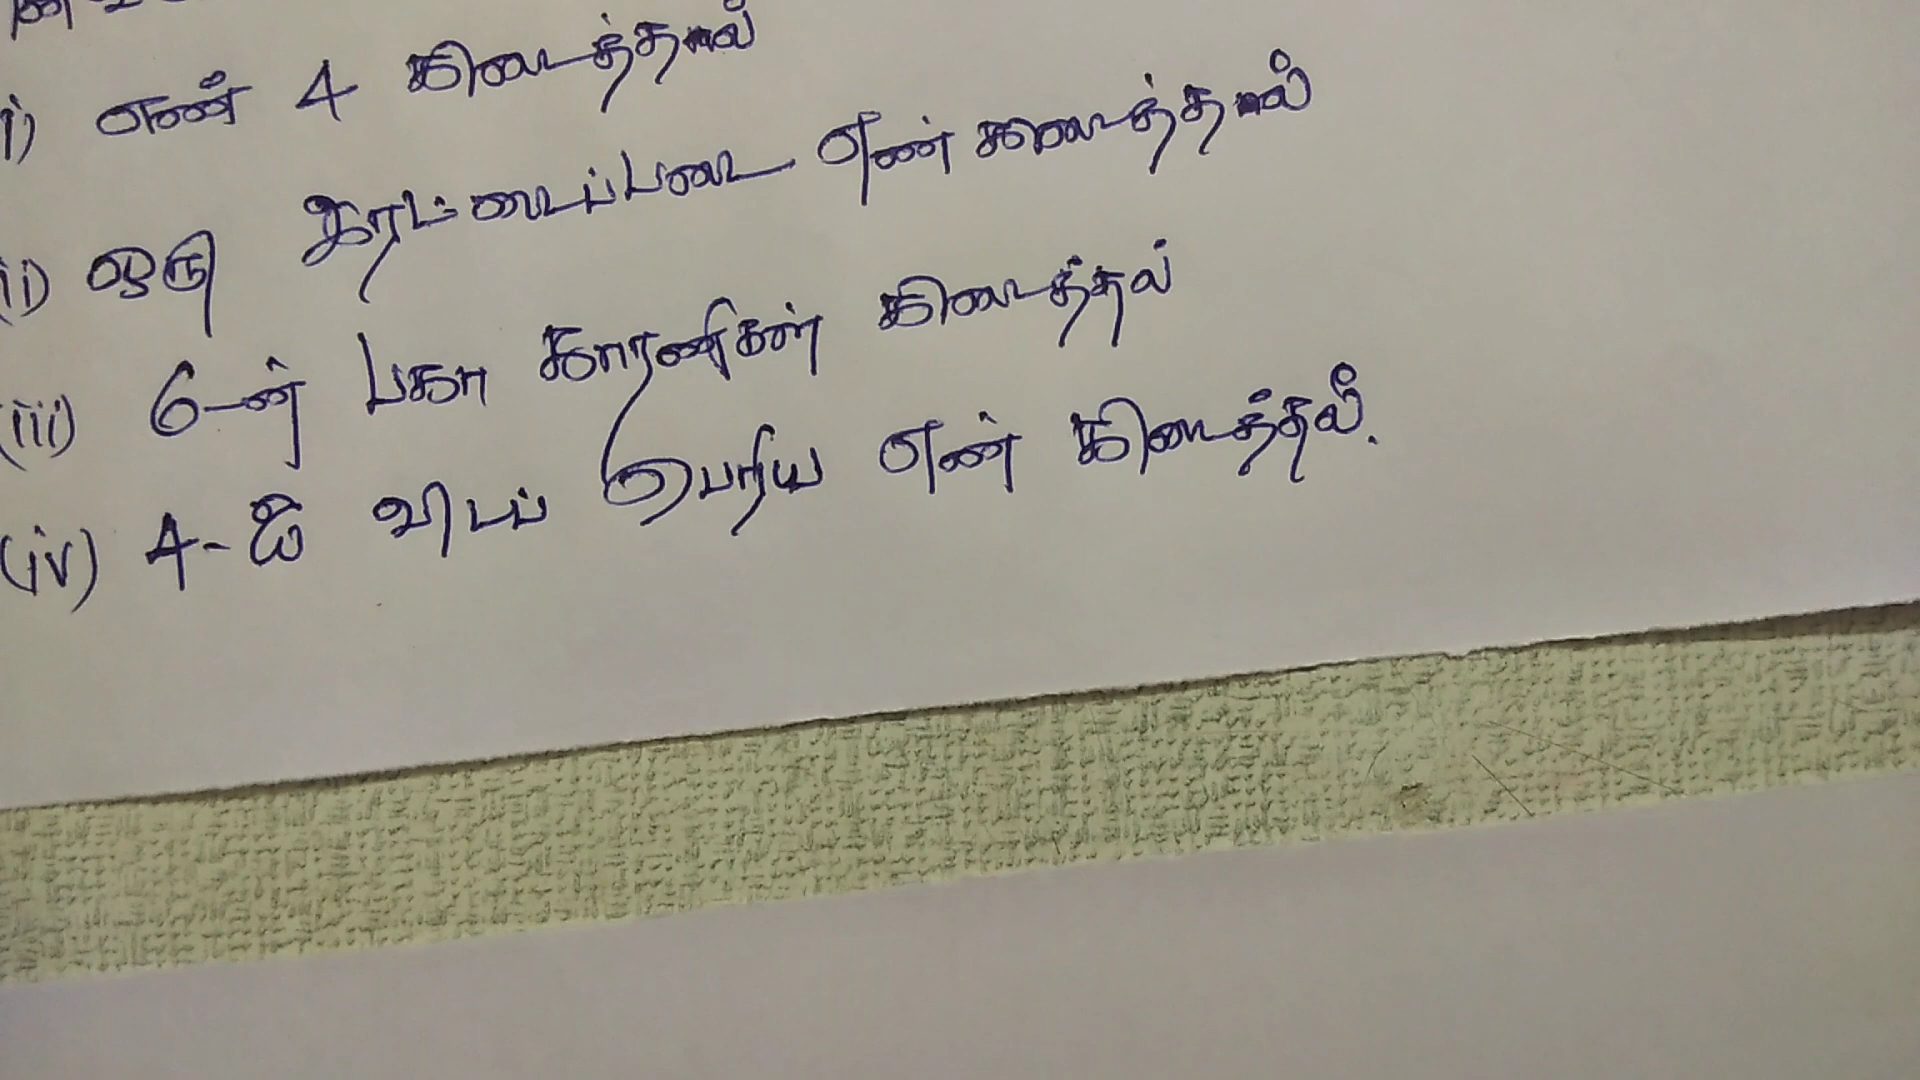 i) எண் 4 கிடைத்தல்
ii) ஒரு இரட்டைப்படை எண் கிடைத்தல்
(iii) 6-ன் பகா காரணிகள் கிடைத்தல்
(iv) 4-ஐ விடப் பெரிய எண் கிடைத்தல்.